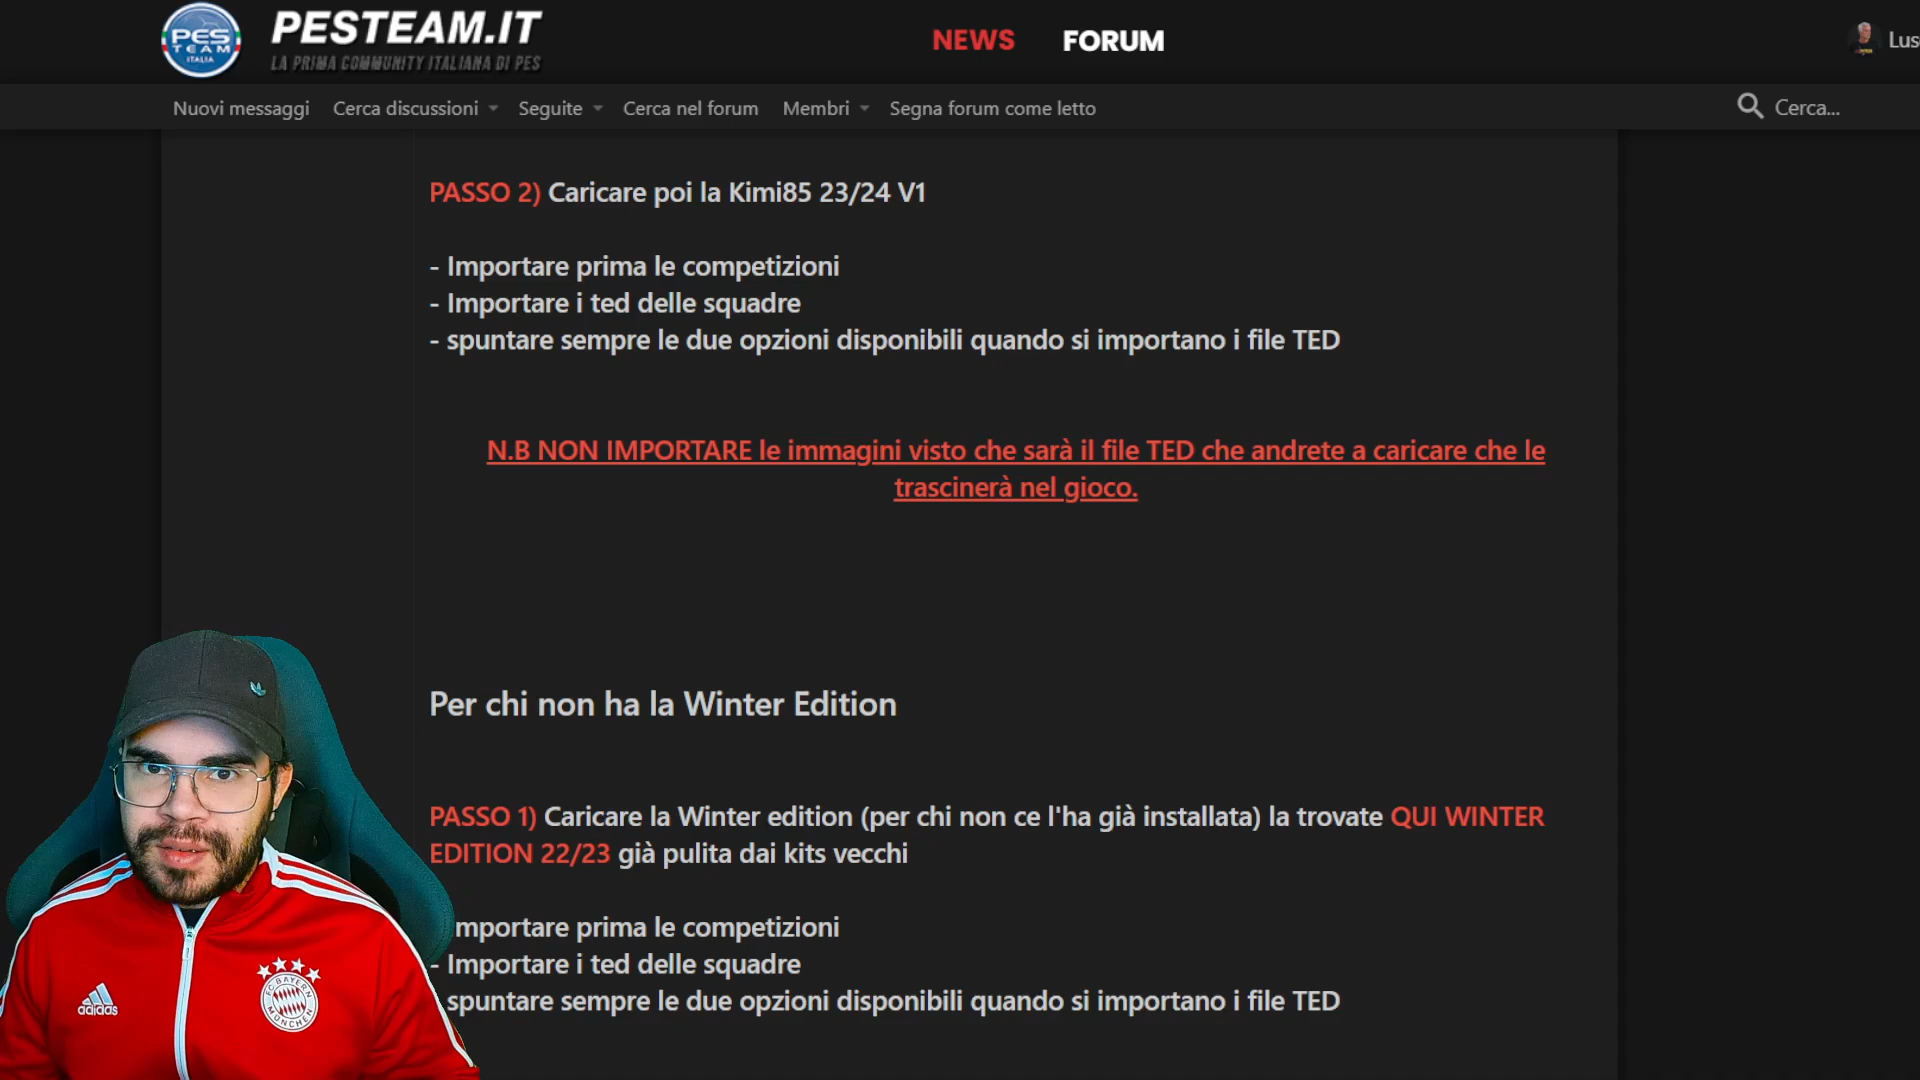 PES
TEAM
ITALIA
PESTEAM.IT
LA PRIMA COMMUNITY ITALIANA DI PES
NEWS
FORUM
Nuovi messaggi
Cerca discussioni
Seguite
Cerca nel forum
Membri
Segna forum come letto
Cerca...
PASSO 2) Caricare poi la Kimi85 23/24 V1
- Importare prima le competizioni
- Importare i ted delle squadre
- spuntare sempre le due opzioni disponibili quando si importano i file TED
N.B NON IMPORTARE le immagini visto che sarà il file TED che andrete a caricare che le
trascinerà nel gioco.
Per chi non ha la Winter Edition
PASSO 1) Caricare la Winter edition (per chi non ce l'ha già installata) la trovate QUI WINTER
EDITION 22/23 già pulita dai kits vecchi
mportare prima le competizioni
- Importare i ted delle squadre
spuntare sempre le due opzioni disponibili quando si importano i file TED
adidas
FC BAYERN
MÜNCHEN